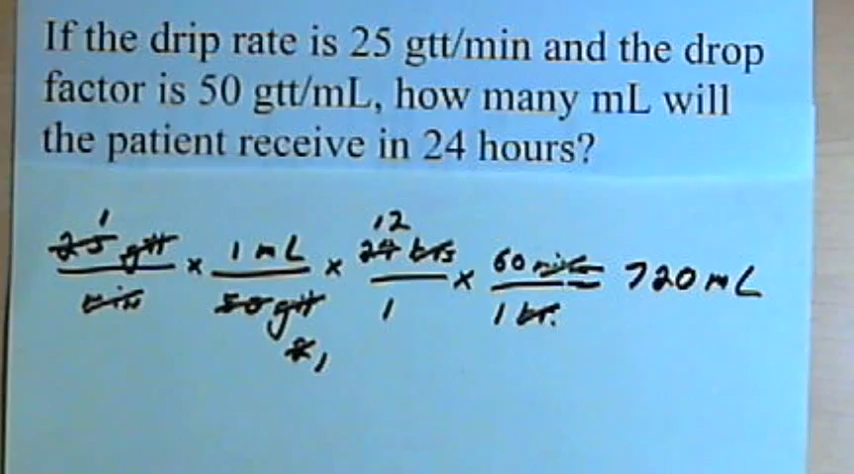 If the drip rate is 25 gtt/min and the drop
factor is 50 gtt/mL, how many mL will
the patient receive in 24 hours?
1 12
25 gtt × 1 mL × 24 hrs × 60 min = 720 mL
min 50 gtt 1 1 hr.
2 1